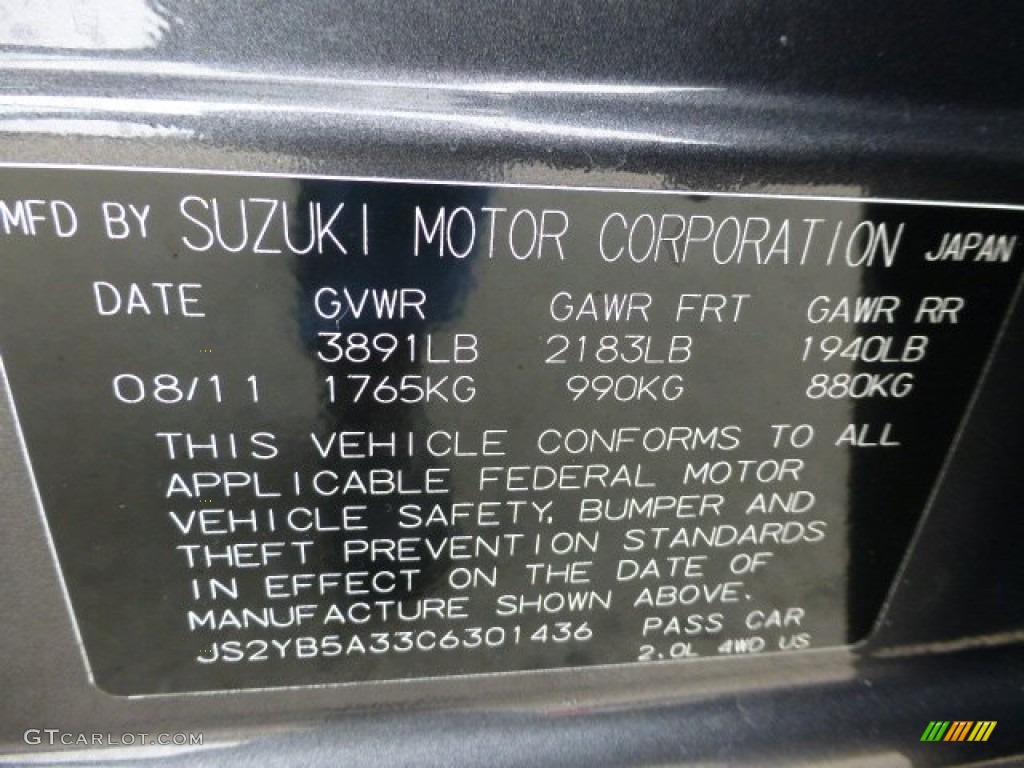 MFD BY SUZUKI MOTOR CORPORATION JAPAN
DATE GVWR GAWR FRT GAWR RR
3891LB 2183LB 1940LB
08/11 1765KG 990KG 880KG
THIS VEHICLE CONFORMS TO ALL
APPLICABLE FEDERAL MOTOR
VEHICLE SAFETY, BUMPER AND
THEFT PREVENTION STANDARDS
IN EFFECT ON THE DATE OF
MANUFACTURE SHOWN ABOVE.
JS2YB5A33C6301436 PASS CAR
2.0L 4WD US
GTCARLOT.COM